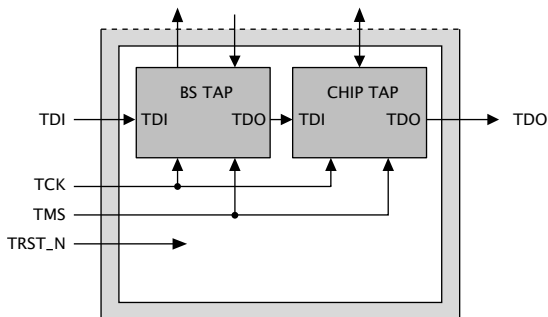 BS TAP
CHIP TAP
TDI
TDI
TDO
TDI
TDO
TDO
TCK
TMS
TRST_N